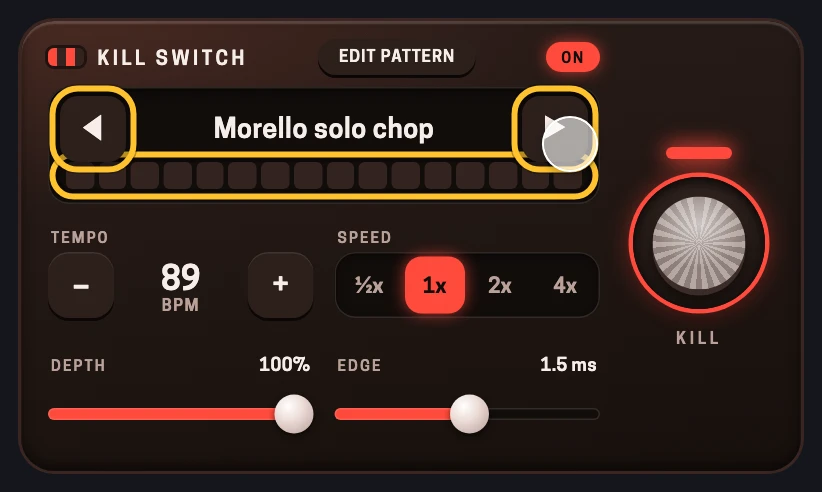 KILL SWITCH
EDIT PATTERN
ON
Morello solo chop
TEMPO
SPEED
89
BPM
½x
1x
2x
4x
KILL
DEPTH
100%
EDGE
1.5 ms